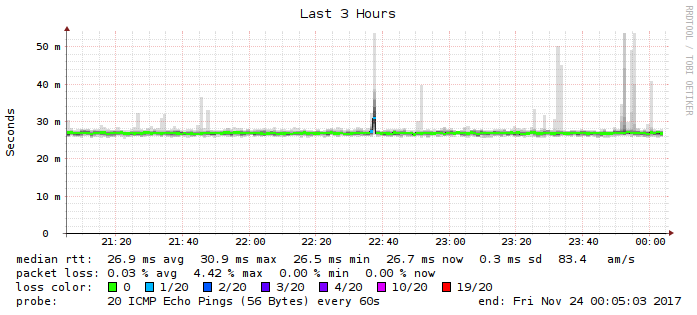 Last 3 Hours
RRDTOOL / TOBI OETIKER
Seconds
50 m
40 m
30 m
20 m
10 m
0
21:20 21:40 22:00 22:20 22:40 23:00 23:20 23:40 00:00
median rtt: 26.9 ms avg 30.9 ms max 26.5 ms min 26.7 ms now 0.3 ms sd 83.4 am/s
packet loss: 0.03 % avg 4.42 % max 0.00 % min 0.00 % now
loss color: 0 1/20 2/20 3/20 4/20 10/20 19/20
probe: 20 ICMP Echo Pings (56 Bytes) every 60s end: Fri Nov 24 00:05:03 2017